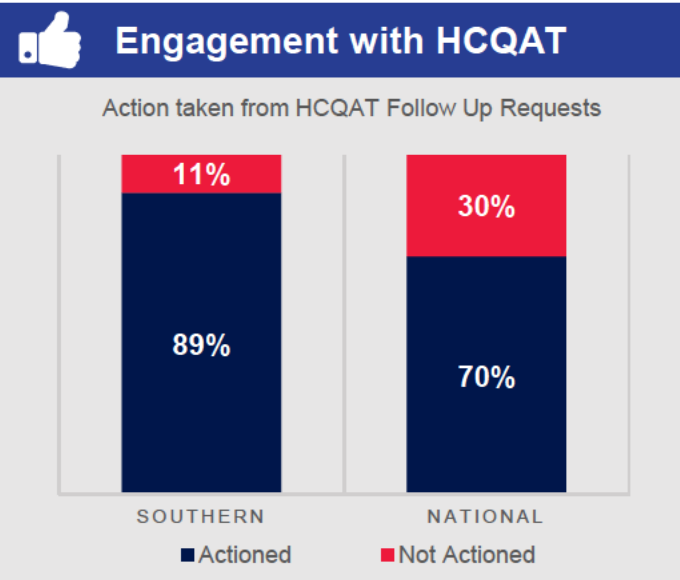 Engagement with HCQAT
Action taken from HCQAT Follow Up Requests
11%
30%
89%
70%
SOUTHERN
NATIONAL
Actioned
Not Actioned